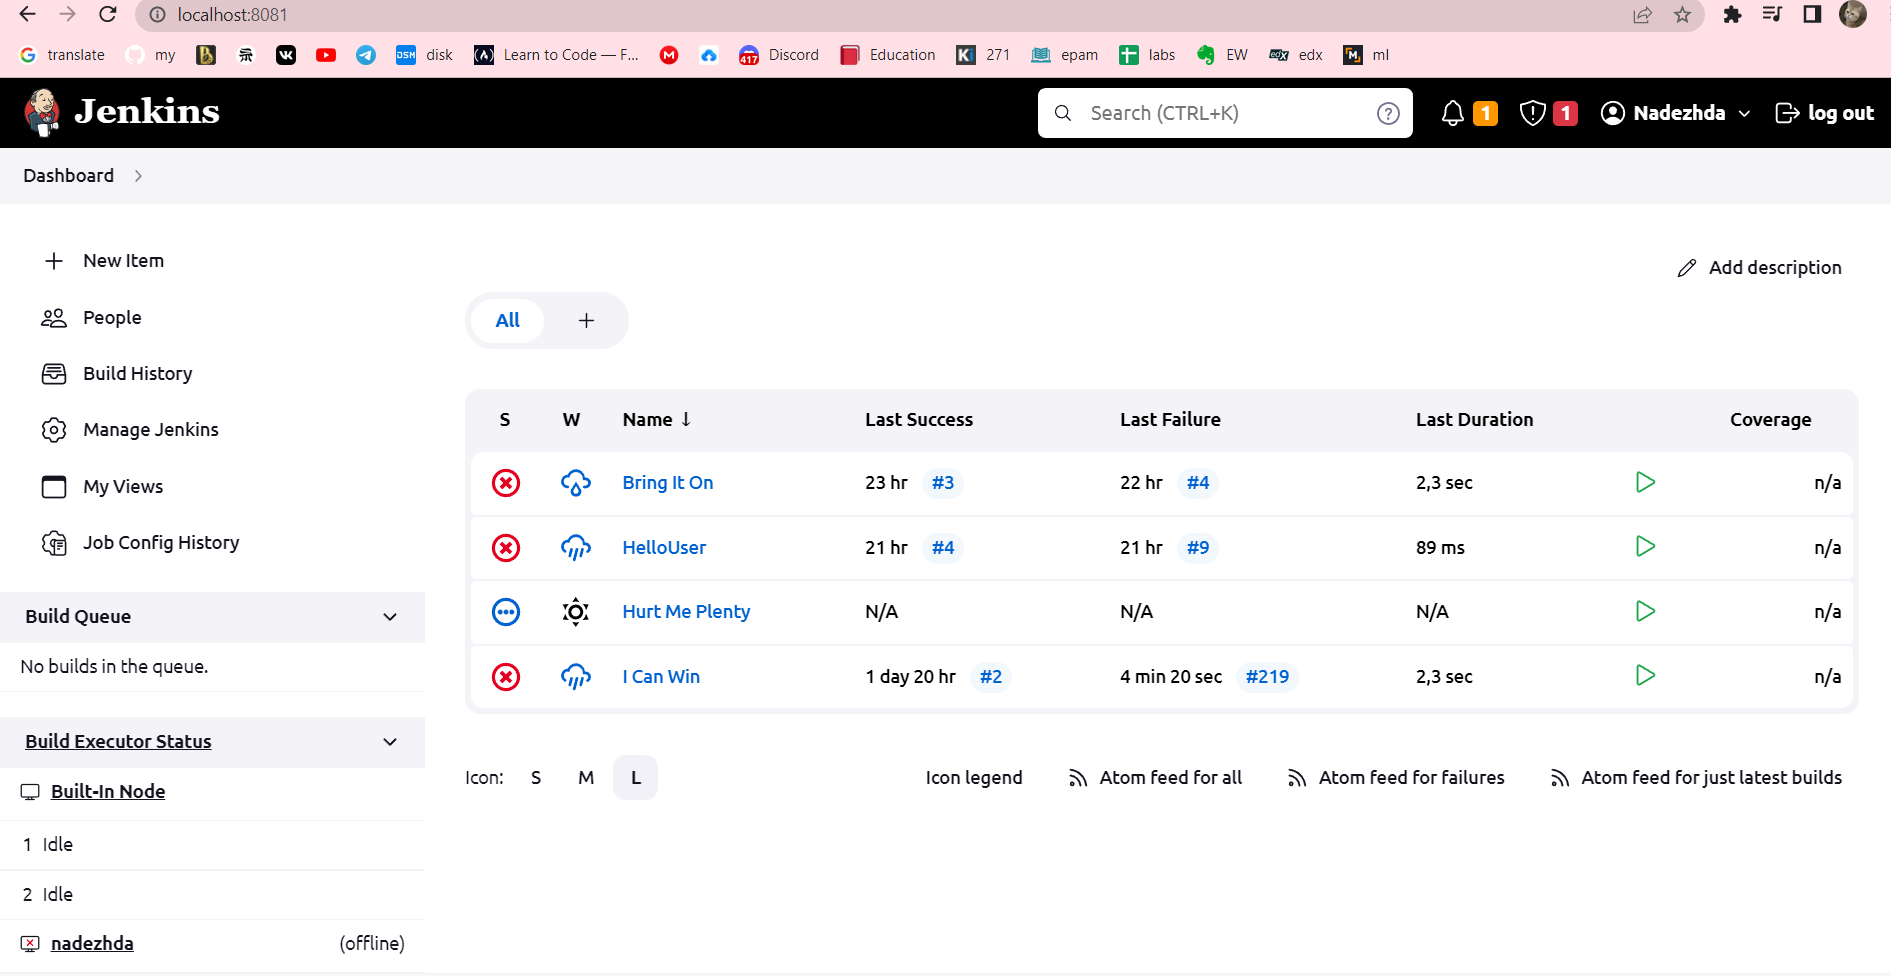 localhost:8081
translate my disk Learn to Code — F... Discord Education 271 epam labs EW edx ml
Jenkins Search (CTRL+K) 1 1 Nadezhda log out
Dashboard
New Item
People
Build History
Manage Jenkins
My Views
Job Config History
Build Queue
No builds in the queue.
Build Executor Status
Built-In Node
1 Idle
2 Idle
nadezhda (offline)
Add description
All +
S W Name ↓ Last Success Last Failure Last Duration Coverage
Bring It On 23 hr #3 22 hr #4 2,3 sec n/a
HelloUser 21 hr #4 21 hr #9 89 ms n/a
Hurt Me Plenty N/A N/A N/A n/a
I Can Win 1 day 20 hr #2 4 min 20 sec #219 2,3 sec n/a
Icon: S M L Icon legend Atom feed for all Atom feed for failures Atom feed for just latest builds